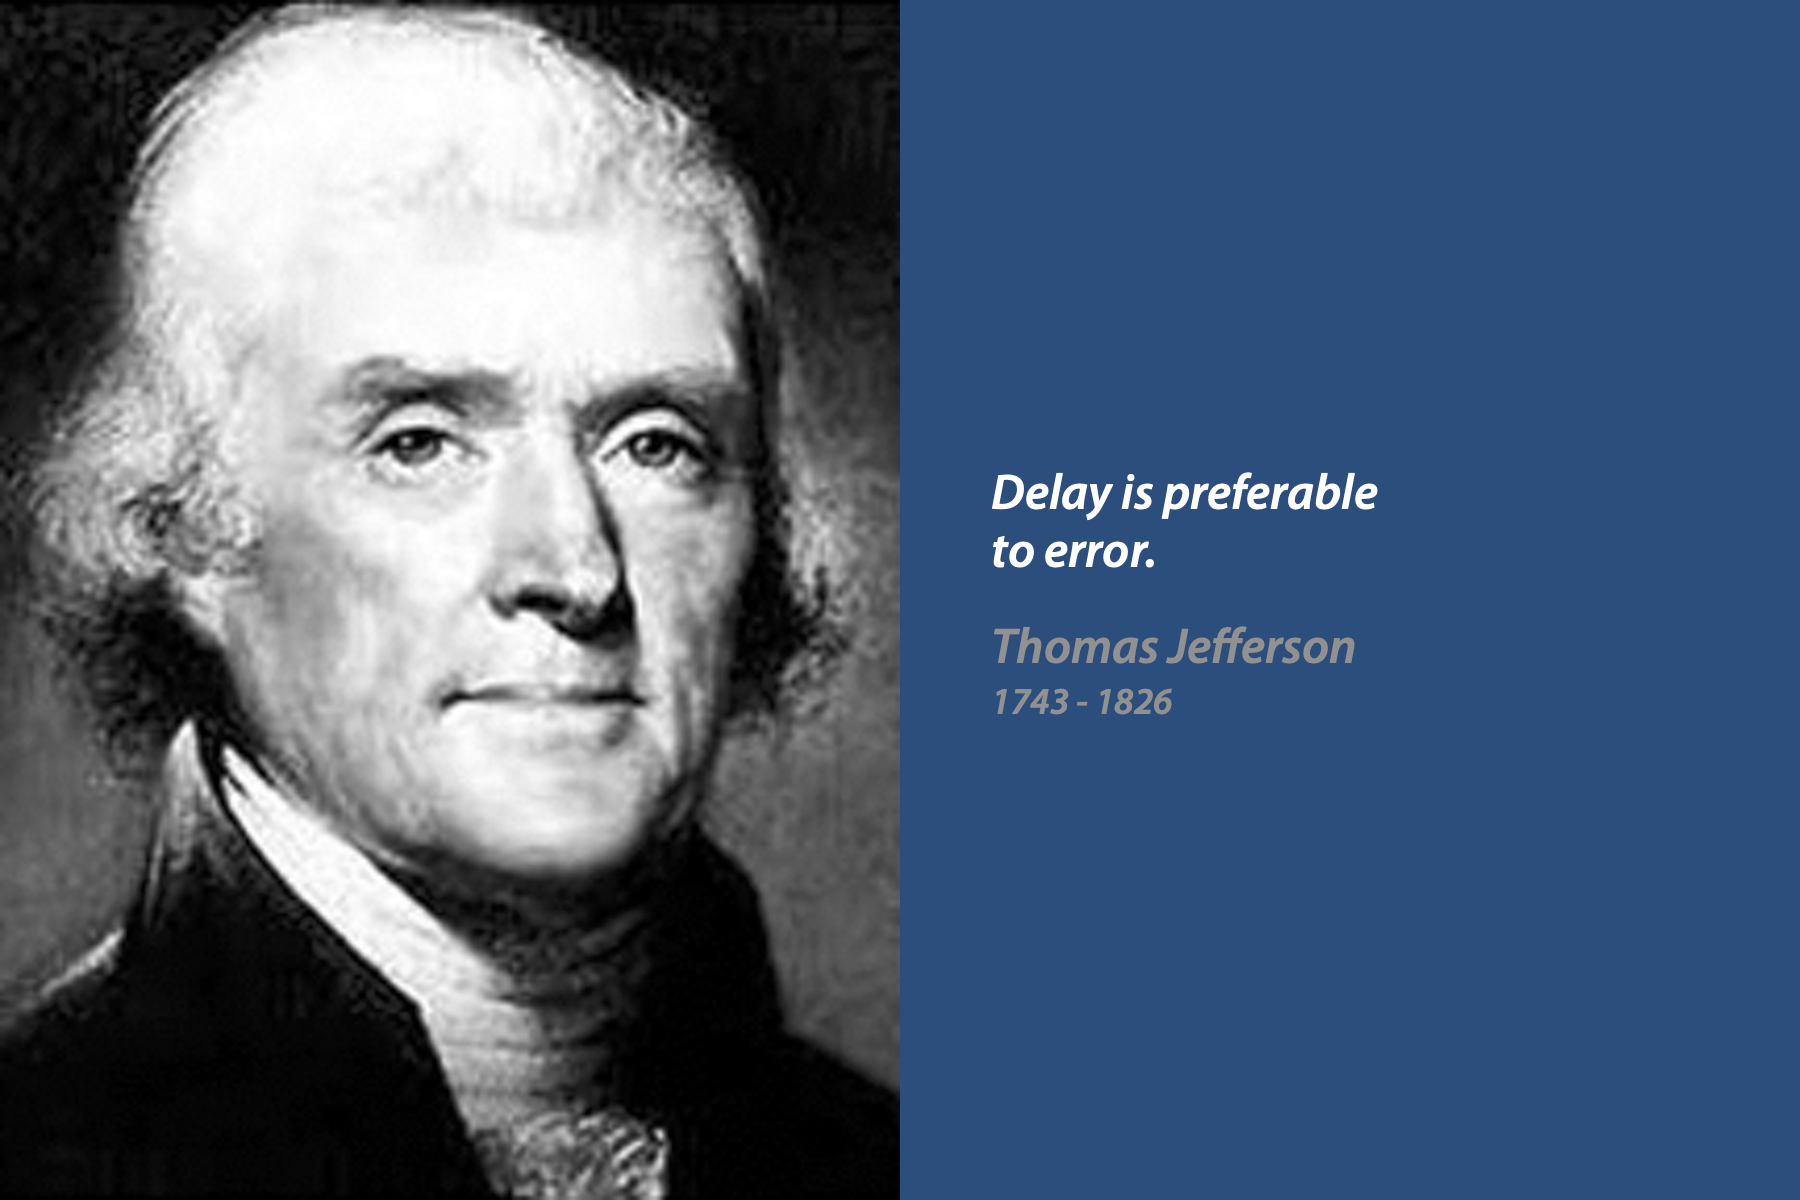 Delay is preferable
to error.
Thomas Jefferson
1743 - 1826